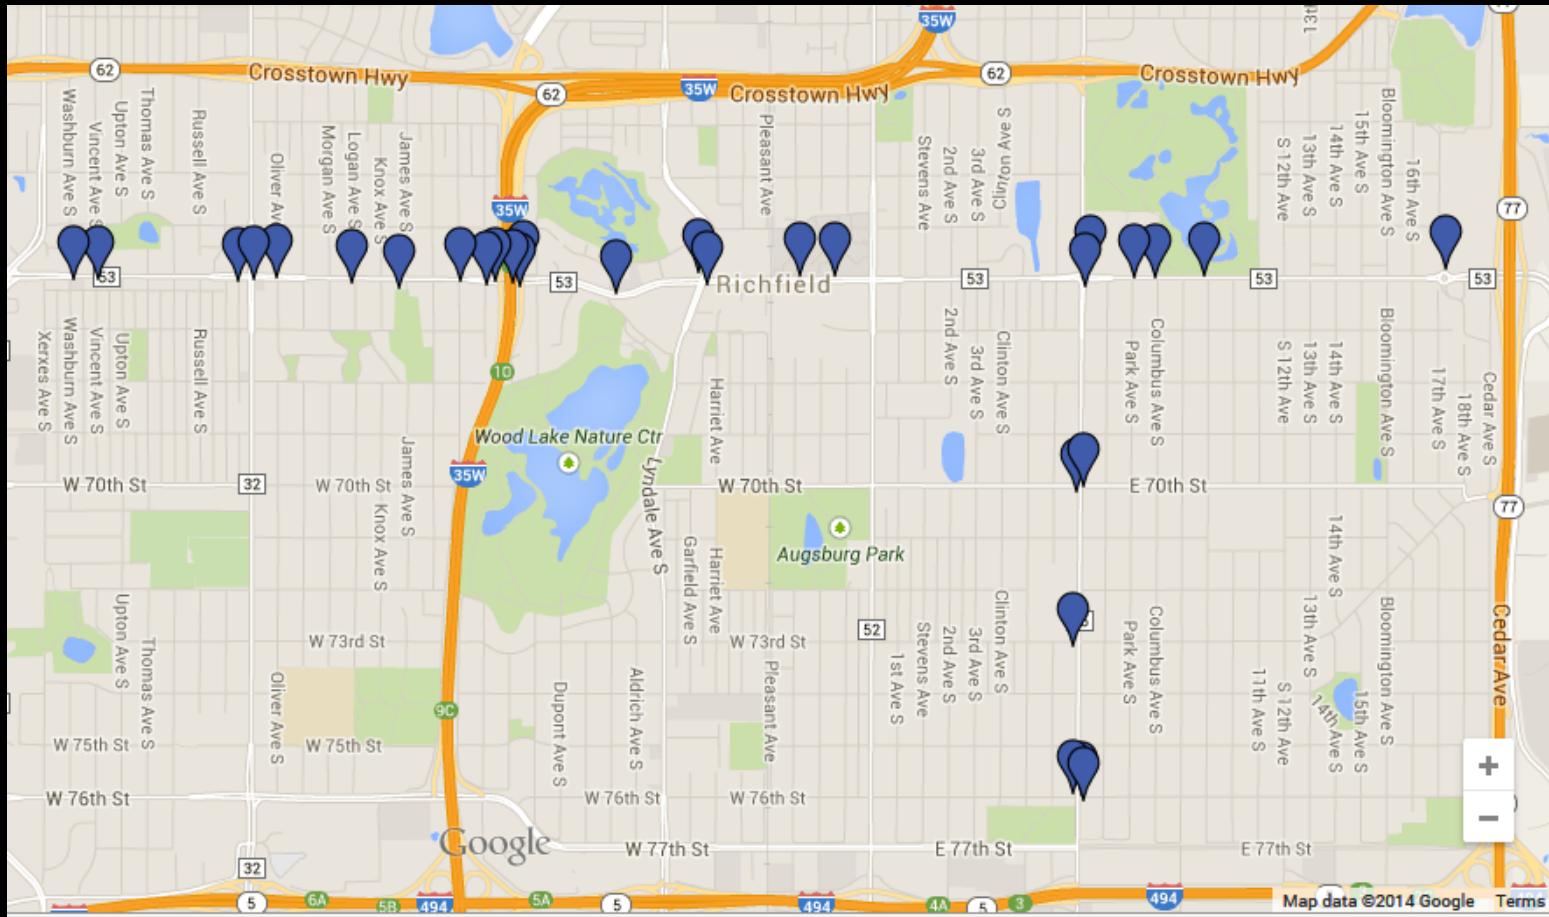 35W
62
Crosstown Hwy
62
35W
Crosstown Hwy
62
Crosstown Hwy
Washburn Ave S
Vincent Ave S
Upton Ave S
Thomas Ave S
Russell Ave S
Oliver Av
Morgan Ave S
Logan Ave S
Knox Ave S
James Ave S
Pleasant Ave
Stevens Ave
2nd Ave S
3rd Ave S
Clinton Ave S
S 12th Ave
13th Ave S
14th Ave S
15th Ave S
Bloomington Ave S
16th Ave S
77
35W
53
53
Richfield
53
53
53
Xerxes Ave S
Washburn Ave S
Vincent Ave S
Upton Ave S
Russell Ave S
10
Harriet Ave
2nd Ave S
3rd Ave S
Clinton Ave S
Park Ave S
Columbus Ave S
S 12th Ave
13th Ave S
14th Ave S
Bloomington Ave S
17th Ave S
18th Ave S
Cedar Ave S
Wood Lake Nature Ctr
James Ave S
35W
W 70th St
32
W 70th St
W 70th St
E 70th St
77
Knox Ave S
Lyndale Ave S
Augsburg Park
14th Ave S
Garfield Ave S
Harriet Ave
Upton Ave S
Thomas Ave S
W 73rd St
W 73rd St
52
1st Ave S
Stevens Ave
2nd Ave S
3rd Ave S
Clinton Ave S
Park Ave S
Columbus Ave S
11th Ave S
S 12th Ave
13th Ave S
14th Ave S
15th Ave S
Bloomington Ave S
Cedar Ave
Oliver Ave S
9C
Dupont Ave S
Aldrich Ave S
Pleasant Ave
W 75th St
W 75th St
W 76th St
W 76th St
W 76th St
+
−
Google
W 77th St
E 77th St
E 77th St
32
5
6A
5B
494
5A
5
494
4A
5
3
494
494
Map data ©2014 Google
Terms